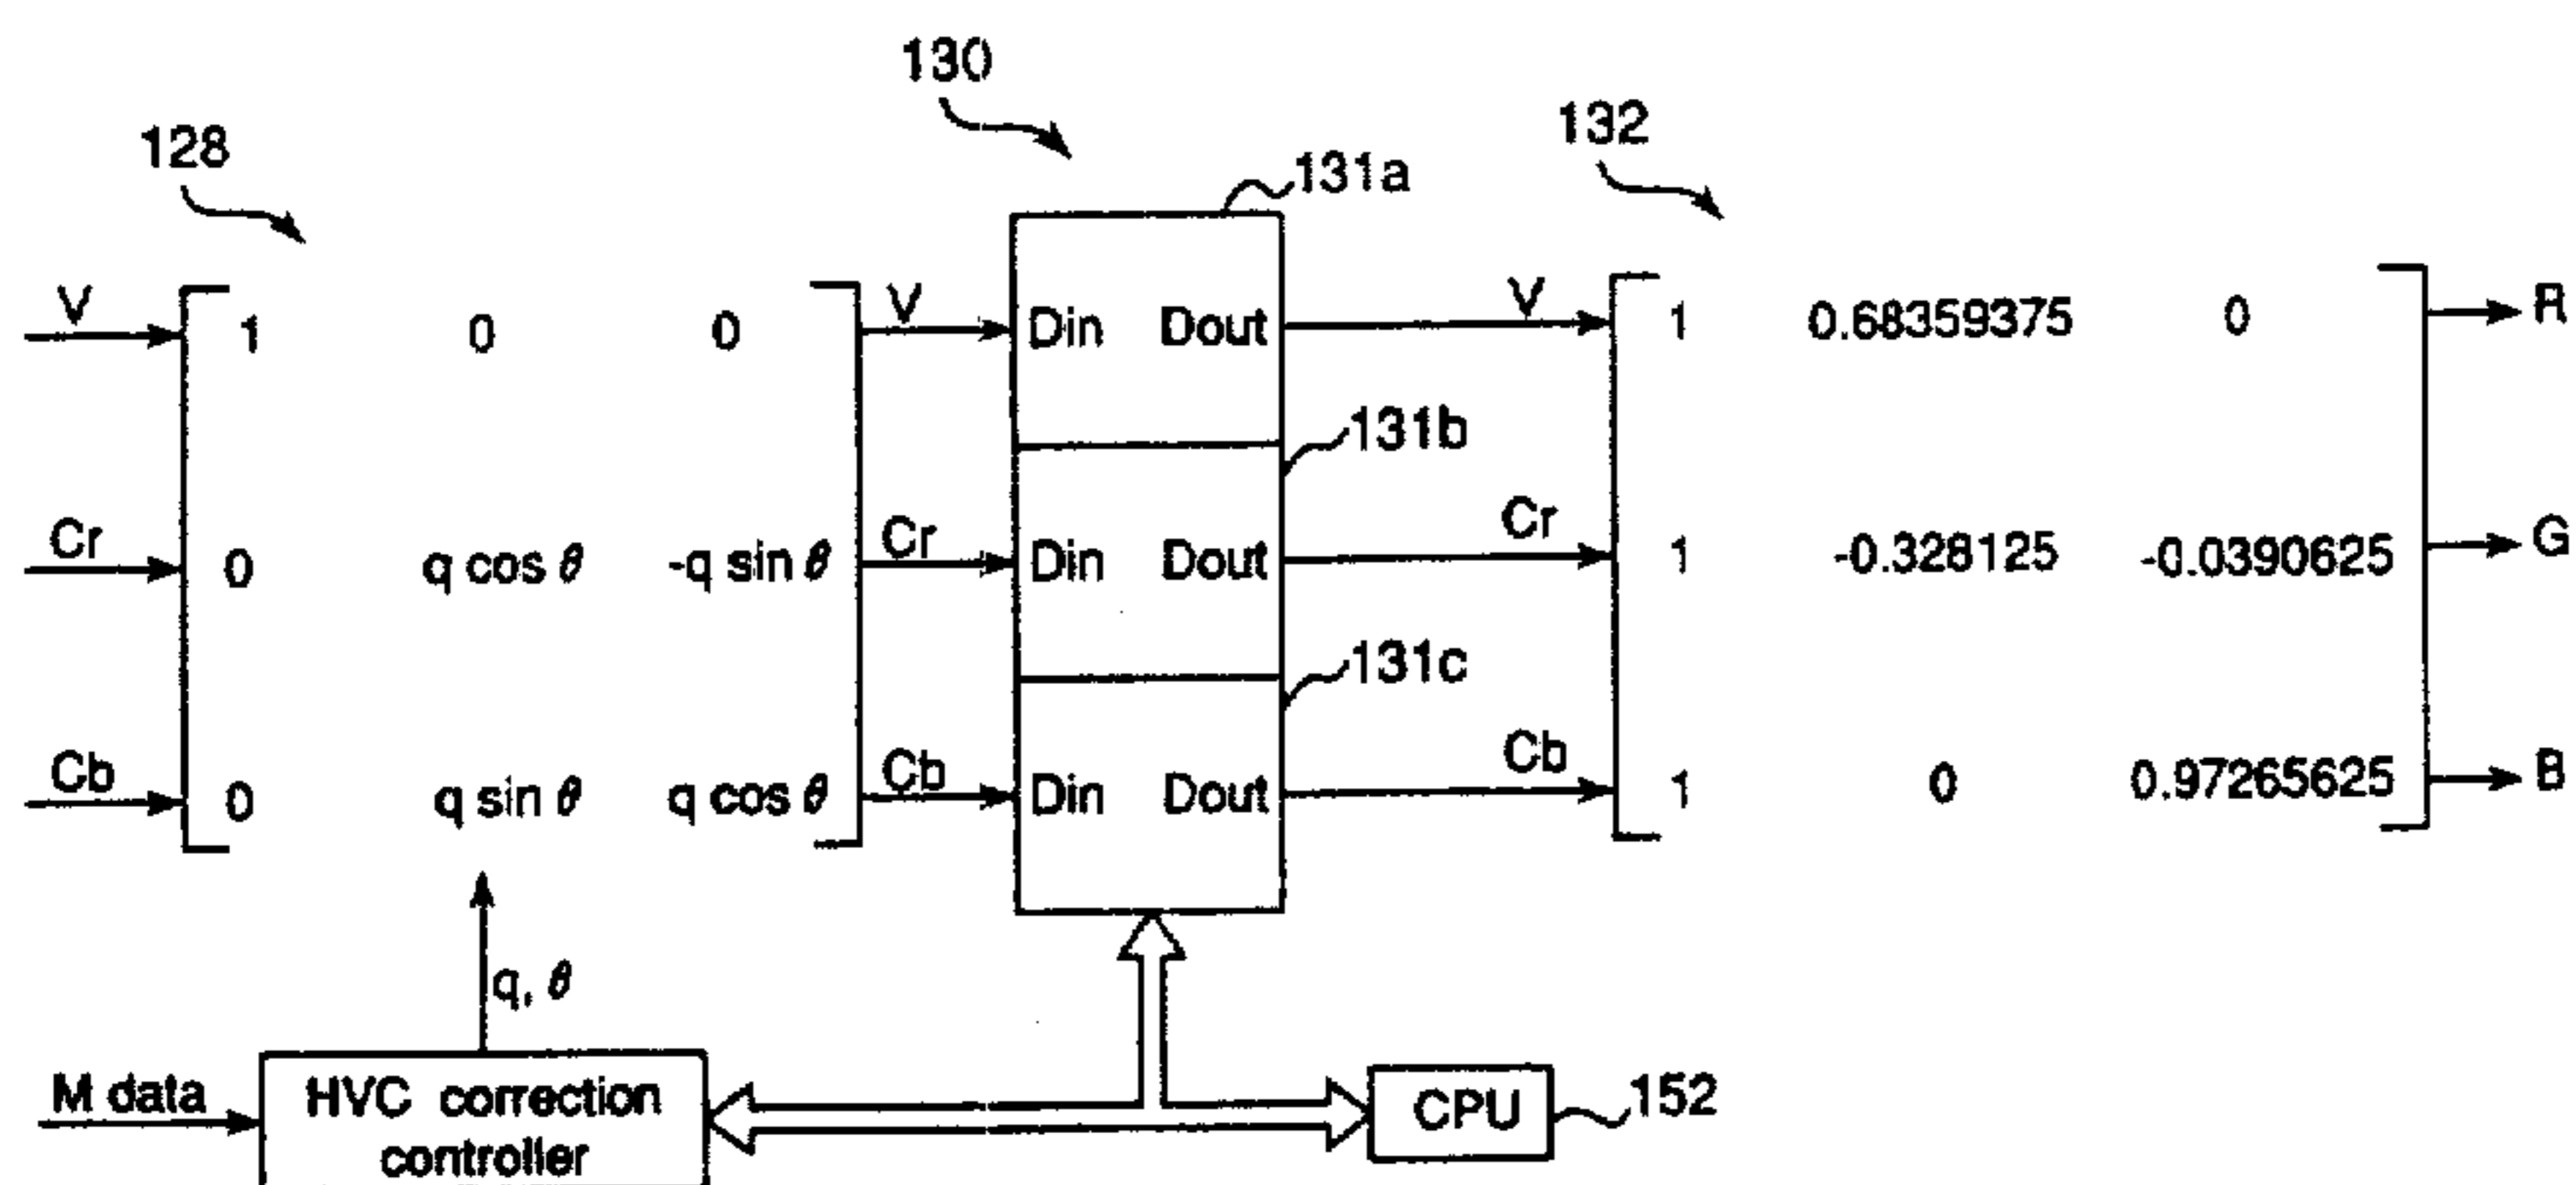 130
128
132
131a
V 1 0 0 V Din Dout V 1 0.68359375 0 R
131b
Cr 0 q cos θ -q sin θ Cr Din Dout Cr 1 -0.328125 -0.0390625 G
131c
Cb 0 q sin θ q cos θ Cb Din Dout Cb 1 0 0.97265625 B
q, θ
M data HVC correction controller CPU 152